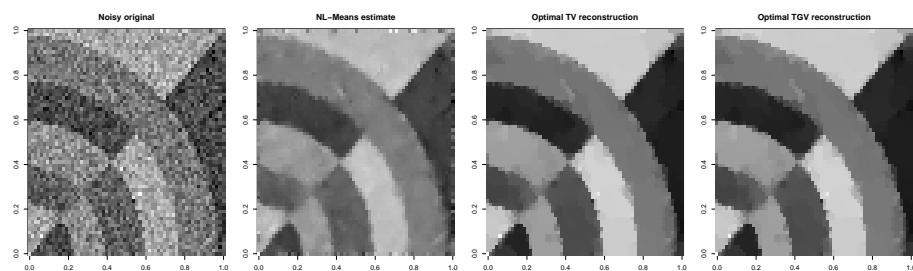 Noisy original
NL−Means estimate
Optimal TV reconstruction
Optimal TGV reconstruction
1.0 1.0 1.0 1.0
0.8 0.8 0.8 0.8
0.6 0.6 0.6 0.6
0.4 0.4 0.4 0.4
0.2 0.2 0.2 0.2
0.0 0.0 0.0 0.0
0.0 0.2 0.4 0.6 0.8 1.0 0.0 0.2 0.4 0.6 0.8 1.0 0.0 0.2 0.4 0.6 0.8 1.0 0.0 0.2 0.4 0.6 0.8 1.0